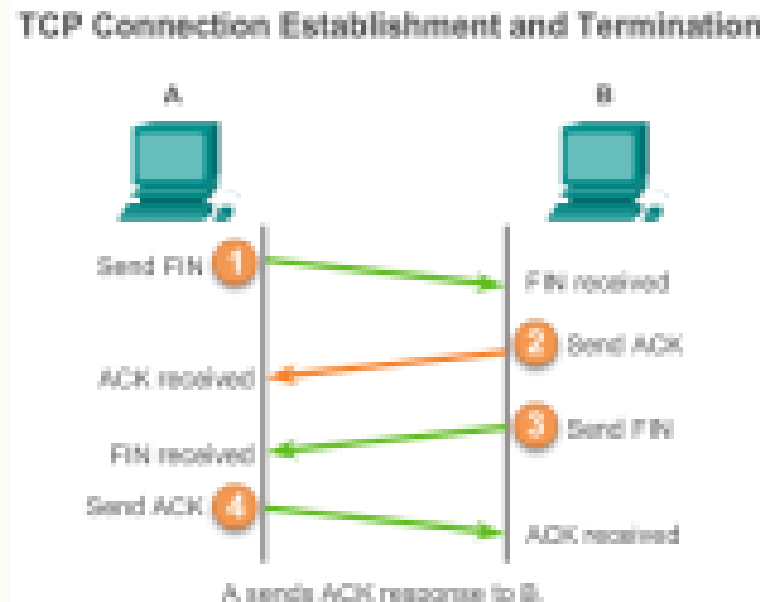 TCP Connection Establishment and Termination
A
B
Send FIN 1
FIN received
2 Send ACK
ACK received
3 Send FIN
FIN received
Send ACK 4
ACK received
A sends ACK response to B.